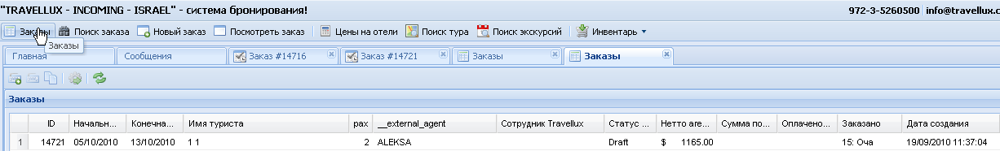 "TRAVELLUX - INCOMING - ISRAEL" - система бронирования! 972-3-5260500 info@travellux.c
Заказы Поиск заказа Новый заказ Посмотреть заказ Цены на отели Поиск тура Поиск экскурсий Инвентарь
Заказы
Главная Сообщения Заказ #14716 Заказ #14721 Заказы Заказы
Заказы
ID Начальн... Конечна... Имя туриста pax __external_agent Сотрудник Travellux Статус ... Нетто аге... Сумма по... Оплачено... Заказано Дата создания
1 14721 05/10/2010 13/10/2010 1 1 2 ALEKSA Draft $ 1165.00 15: Оча 19/09/2010 11:37:04